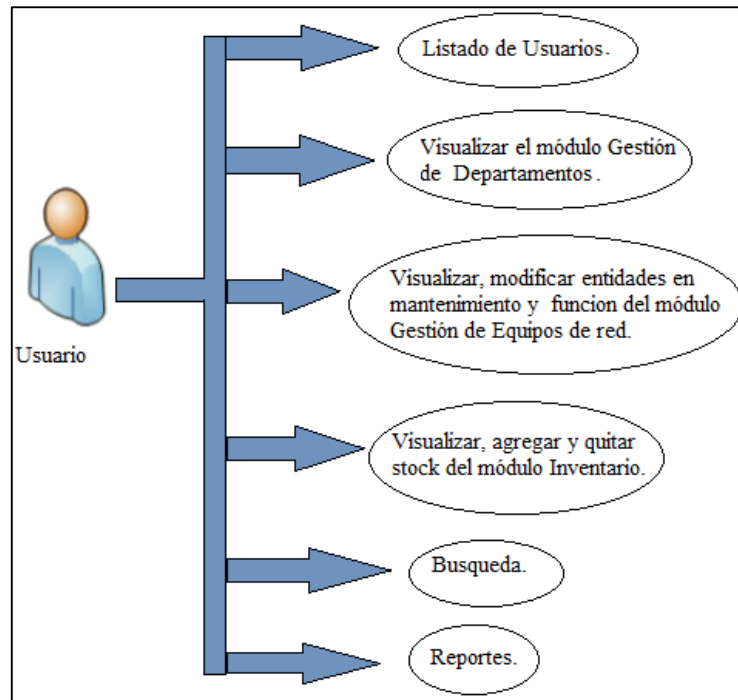 Listado de Usuarios.
Visualizar el módulo Gestión
de Departamentos.
Visualizar, modificar entidades en
mantenimiento y funcion del módulo
Gestión de Equipos de red.
Usuario
Visualizar, agregar y quitar
stock del módulo Inventario.
Busqueda.
Reportes.